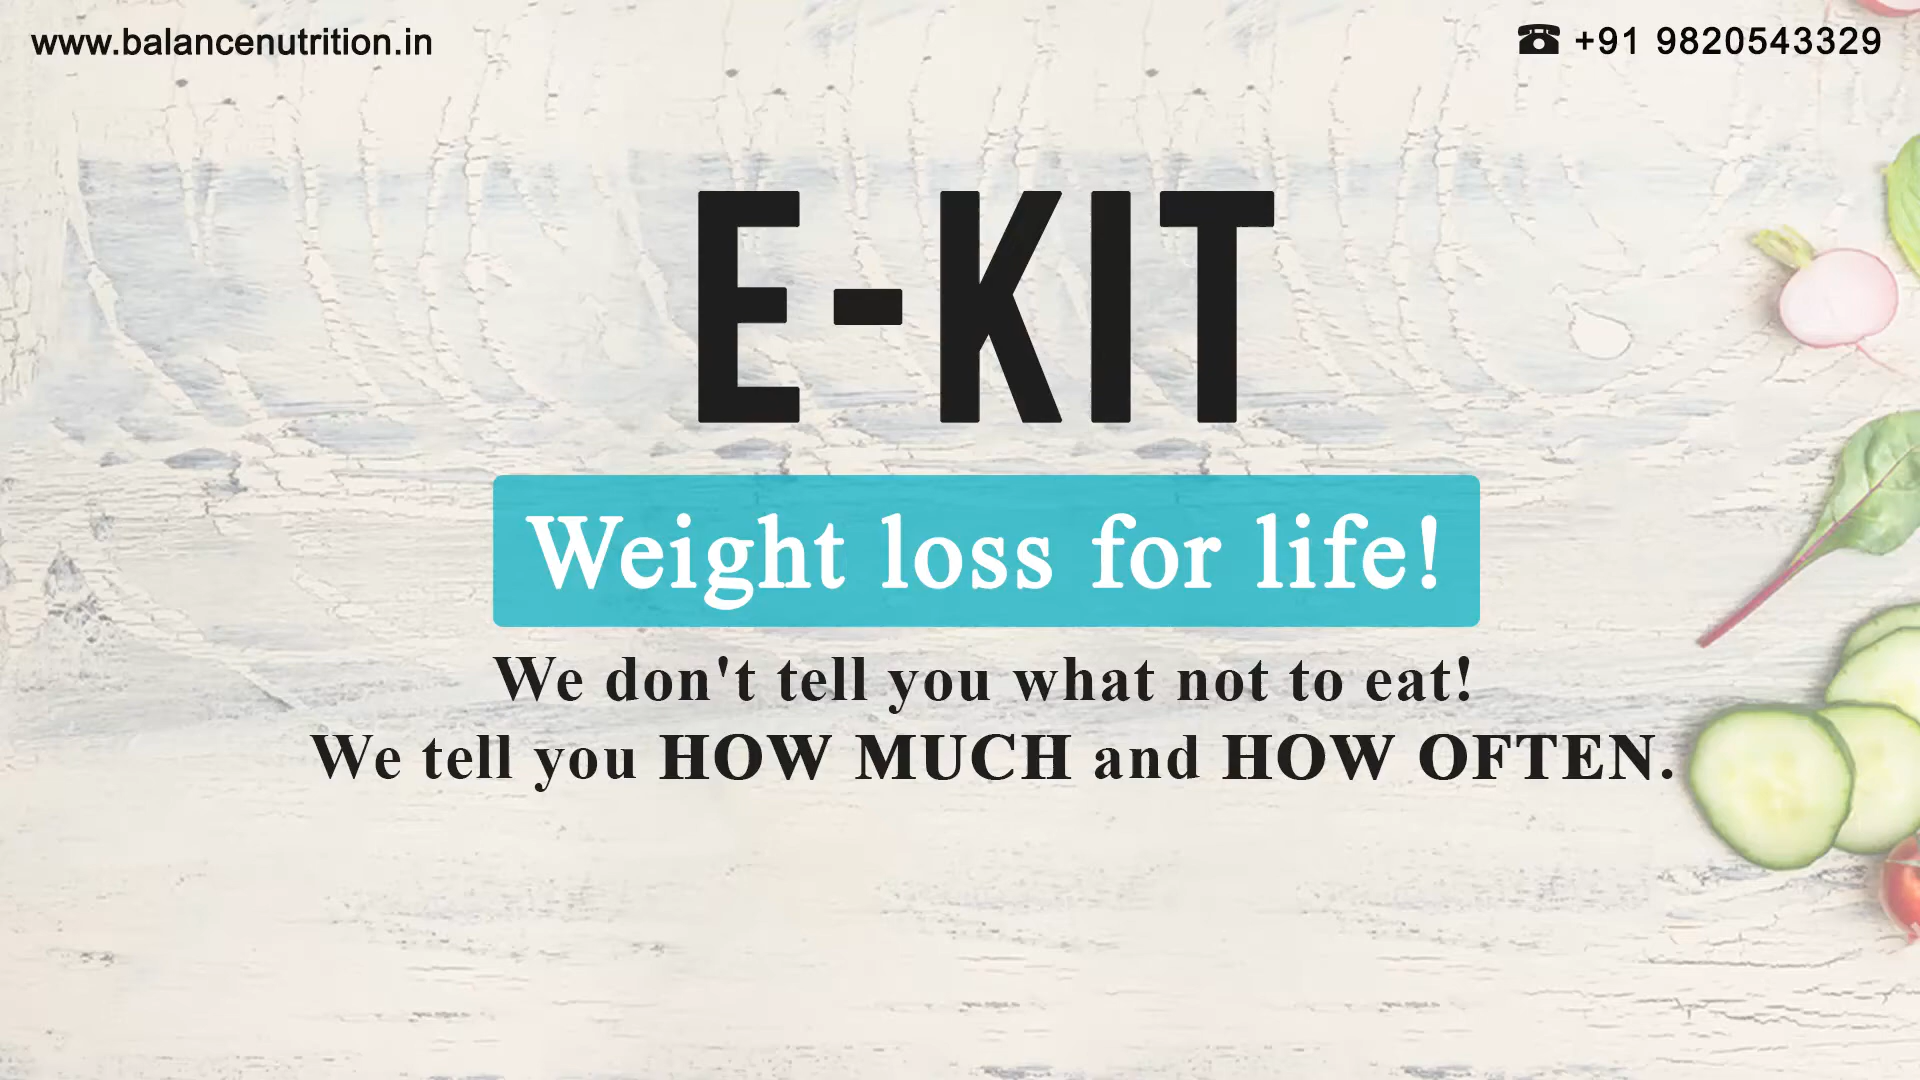 www.balancenutrition.in
☎ +91 9820543329
E-KIT
Weight loss for life!
We don't tell you what not to eat!
We tell you HOW MUCH and HOW OFTEN.